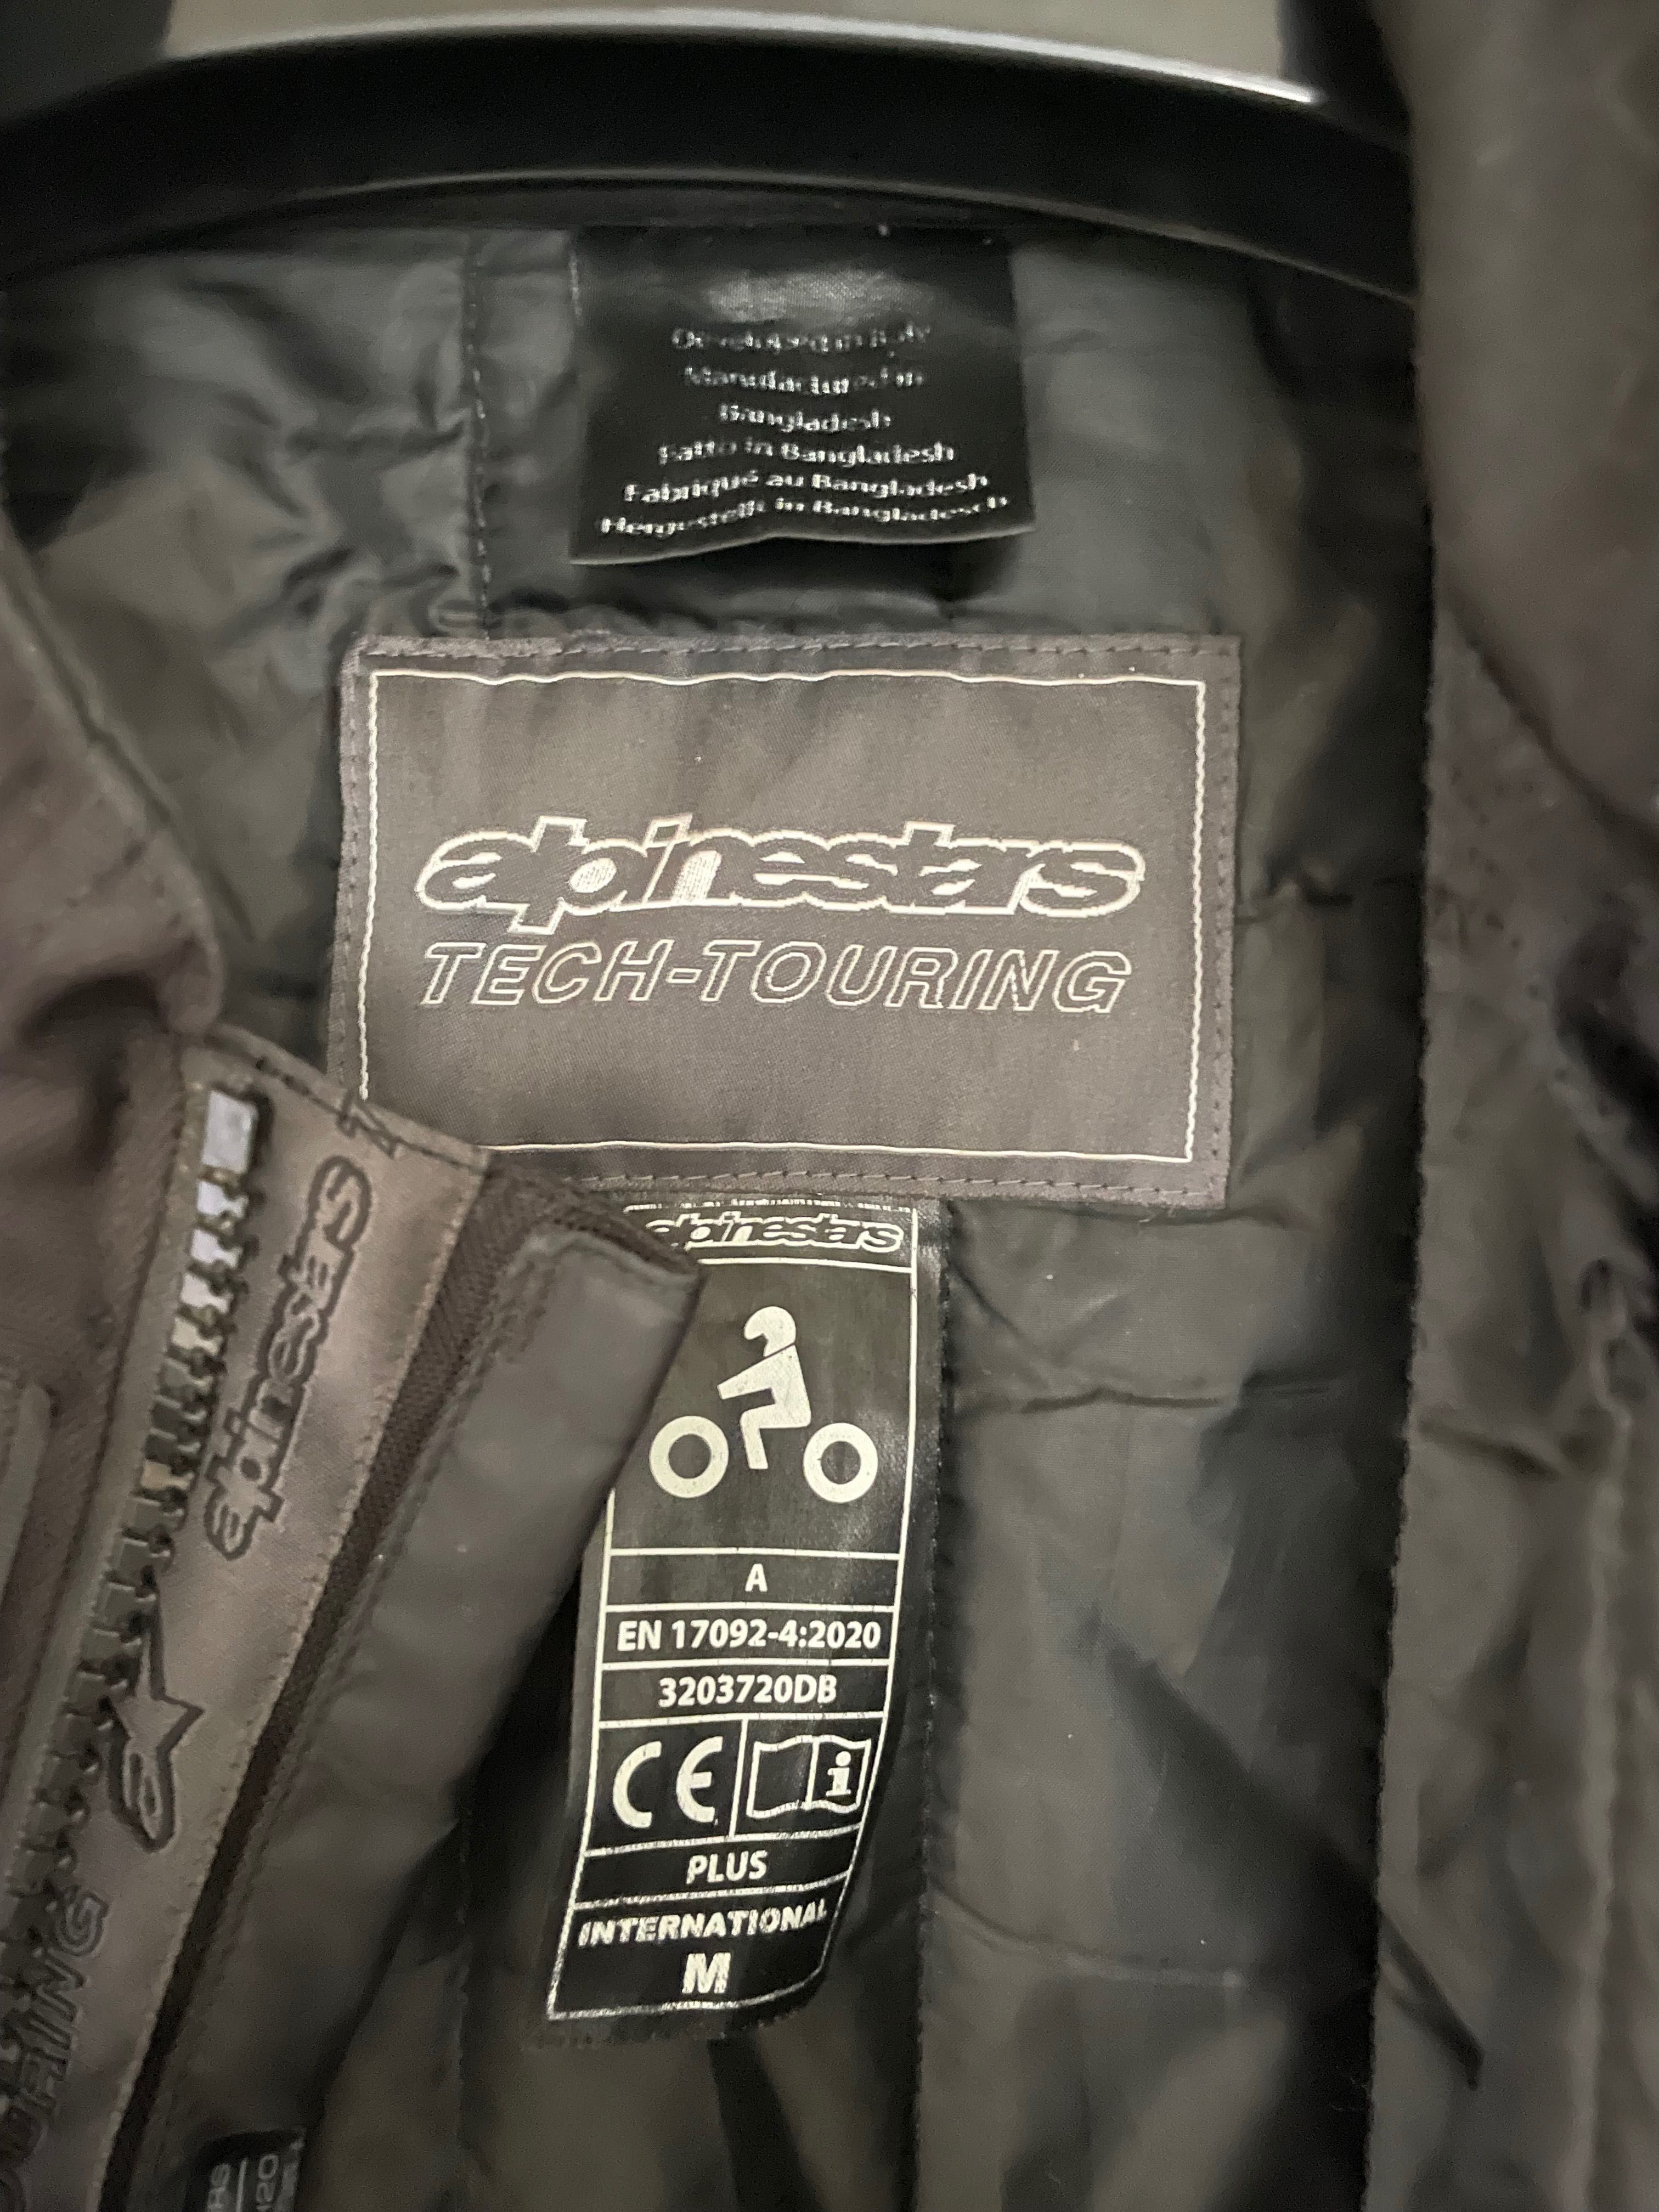 Developed in Italy
Manufactured in
Bangladesh
Fatto in Bangladesh
Fabriqué au Bangladesh
Hergestellt in Bangladesch
alpinestars
TECH-TOURING
alpinestars
alpinestars
A
EN 17092-4:2020
3203720DB
CE
i
PLUS
INTERNATIONAL
M